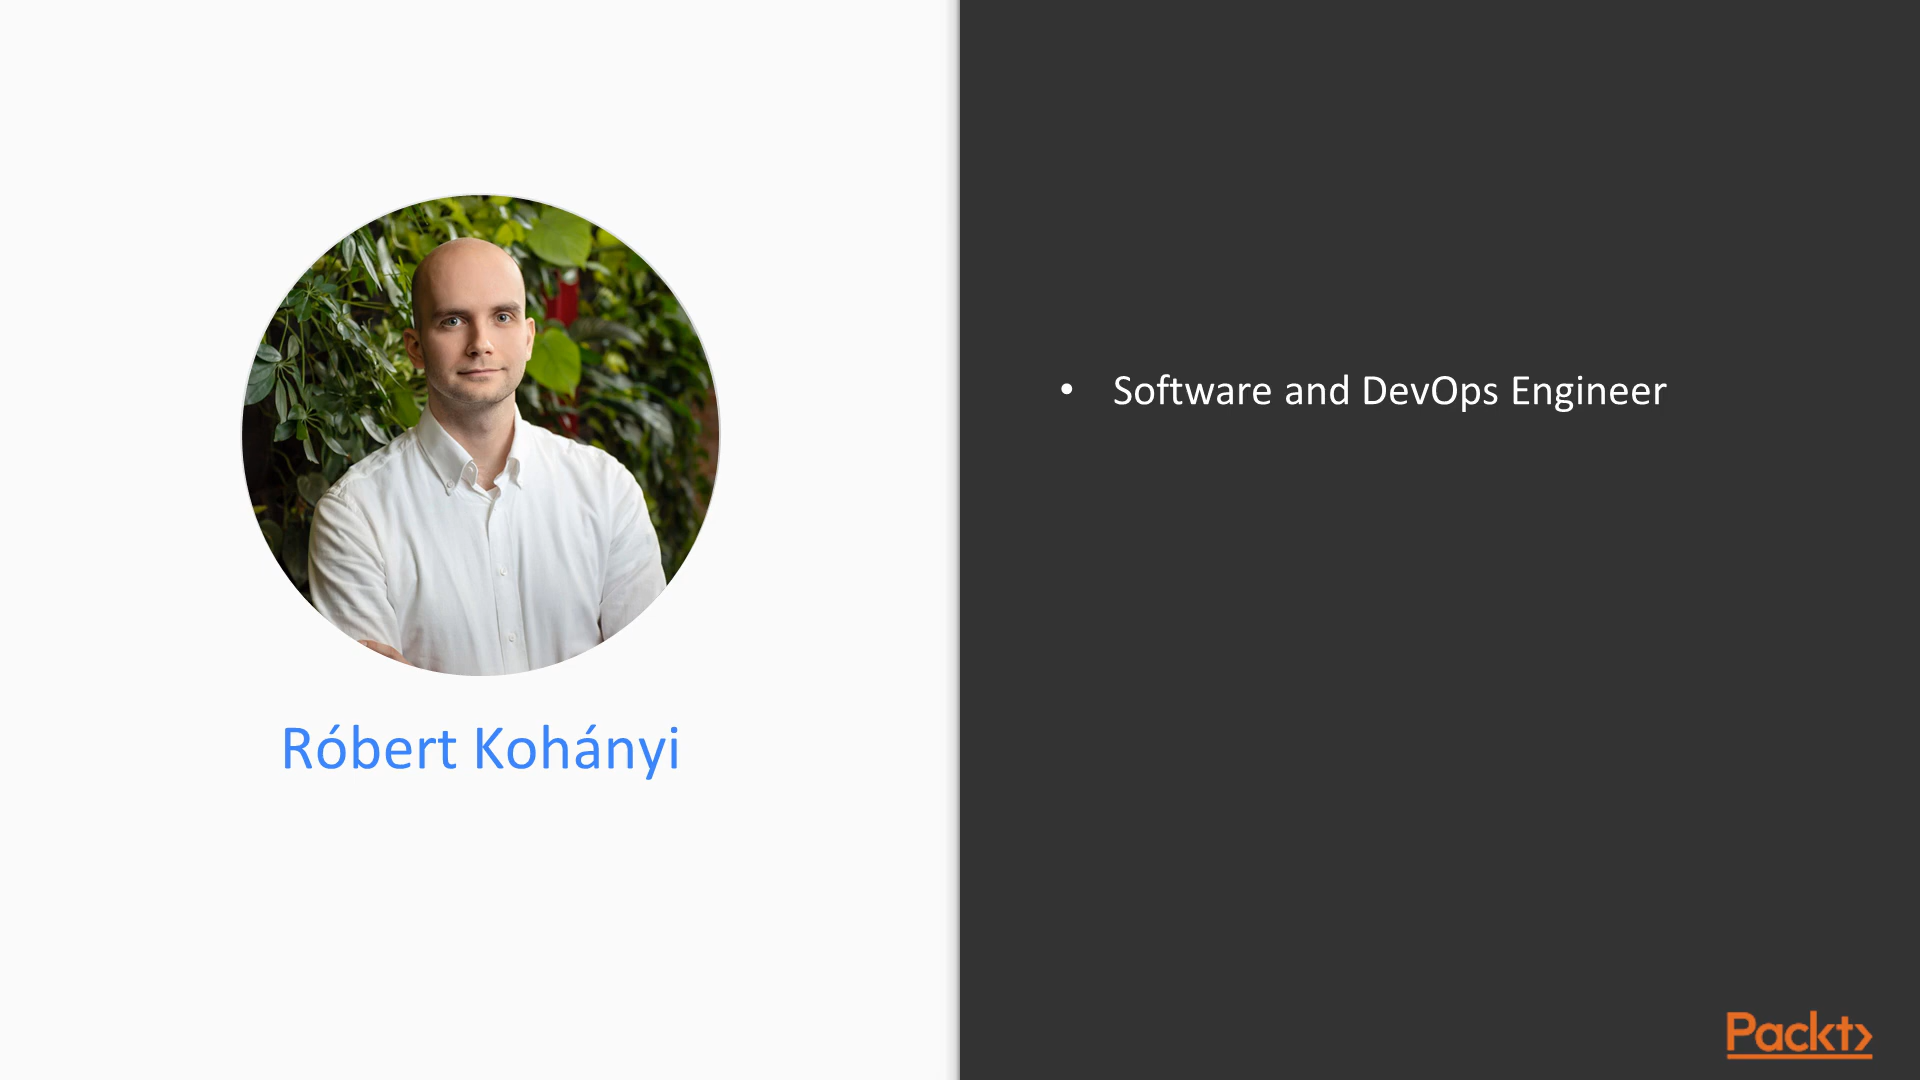 Róbert Kohányi
• Software and DevOps Engineer
Packt>